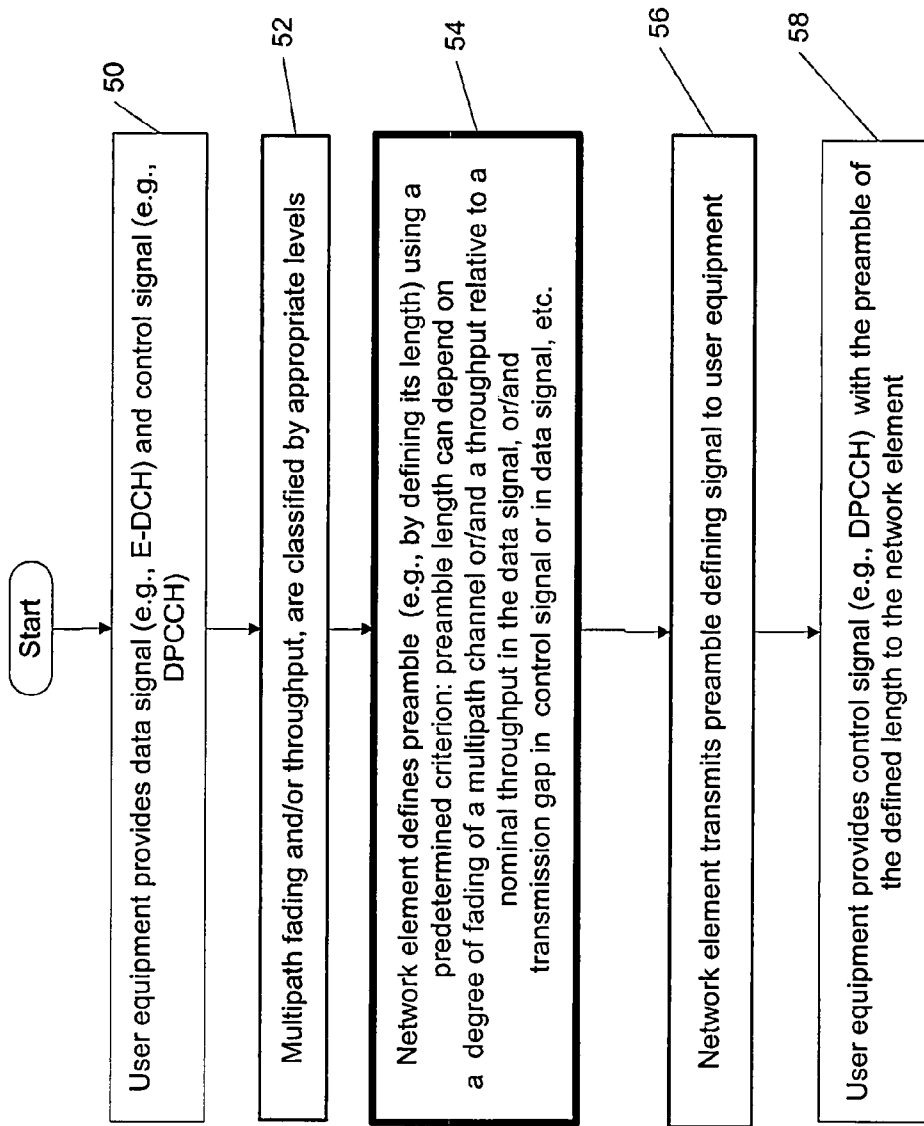 Start
50
User equipment provides data signal (e.g., E-DCH) and control signal (e.g.,
DPCCH)
52
Multipath fading and/or throughput, are classified by appropriate levels
54
Network element defines preamble (e.g., by defining its length) using a
predetermined criterion: preamble length can depend on
a degree of fading of a multipath channel or/and a throughput relative to a
nominal throughput in the data signal, or/and
transmission gap in control signal or in data signal, etc.
56
Network element transmits preamble defining signal to user equipment
58
User equipment provides control signal (e.g., DPCCH) with the preamble of
the defined length to the network element